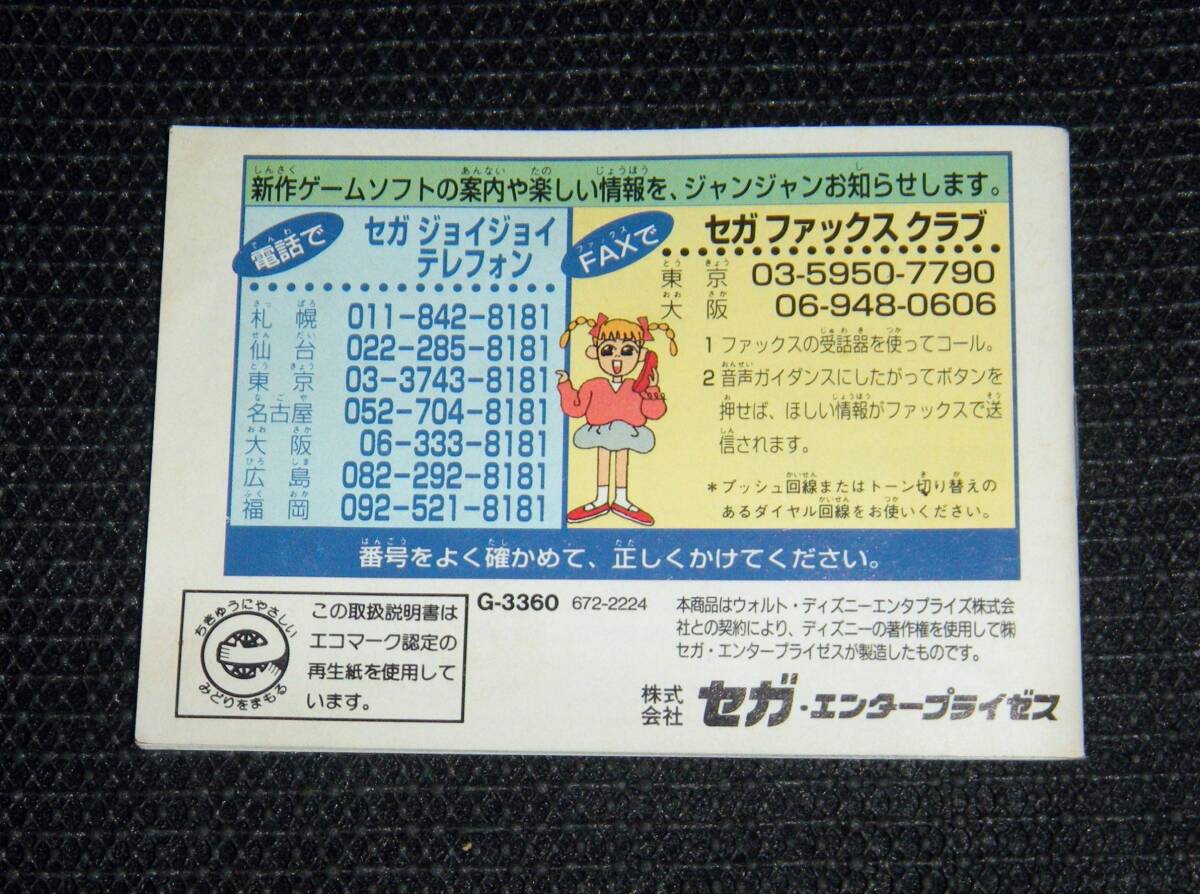 新作ゲームソフトの案内や楽しい情報を、ジャンジャンお知らせします。
電話で
セガ ジョイジョイ
テレフォン
札幌 011-842-8181
仙台 022-285-8181
東京 03-3743-8181
名古屋 052-704-8181
大阪 06-333-8181
広島 082-292-8181
福岡 092-521-8181
FAXで
セガ ファックス クラブ
東京 03-5950-7790
大阪 06-948-0606
1 ファックスの受話器を使ってコール。
2 音声ガイダンスにしたがってボタンを
押せば、ほしい情報がファックスで送
信されます。
*プッシュ回線またはトーン切り替えの
あるダイヤル回線をお使いください。
番号をよく確かめて、正しくかけてください。
ちきゅうにやさしい
みどりをまもる
この取扱説明書は
エコマーク認定の
再生紙を使用して
います。
G-3360 672-2224
本商品はウォルト・ディズニーエンタプライズ株式会
社との契約により、ディズニーの著作権を使用して㈱
セガ・エンタープライゼスが製造したものです。
株式会社 セガ・エンタープライゼス